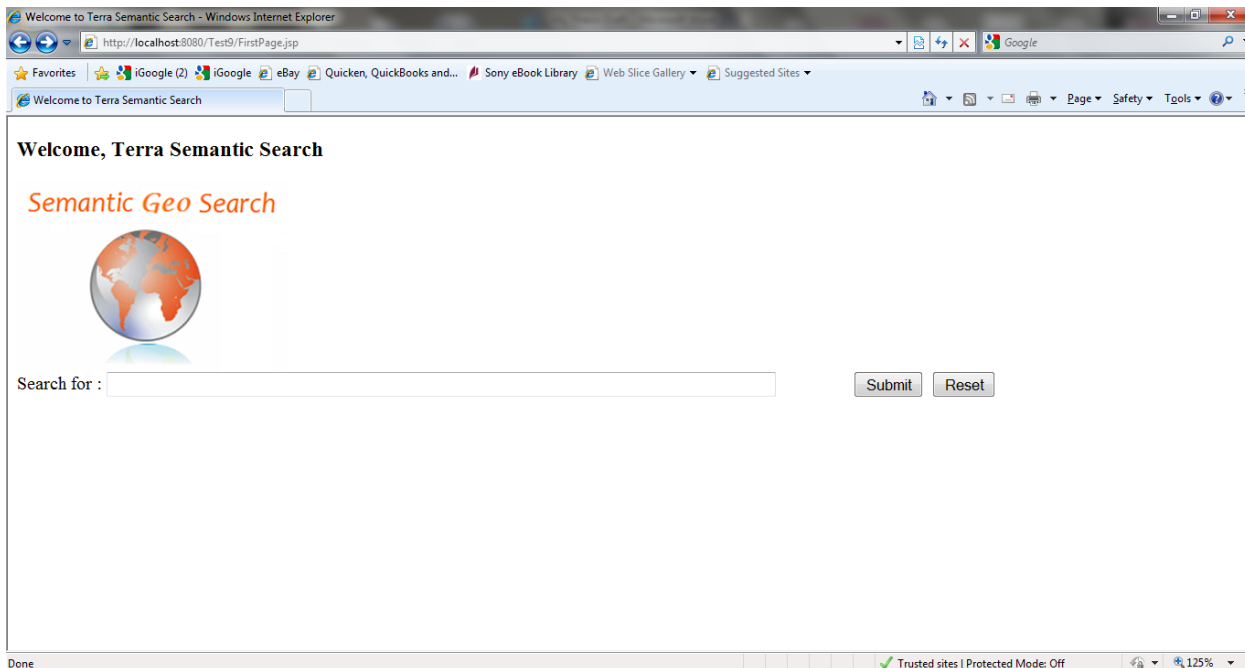 Welcome to Terra Semantic Search - Windows Internet Explorer
http://localhost:8080/Test9/FirstPage.jsp
Google
Favorites iGoogle (2) iGoogle eBay Quicken, QuickBooks and... Sony eBook Library Web Slice Gallery Suggested Sites
Welcome to Terra Semantic Search Page Safety Tools
Welcome, Terra Semantic Search
Semantic Geo Search
Search for : Submit Reset
Done Trusted sites | Protected Mode: Off 125%